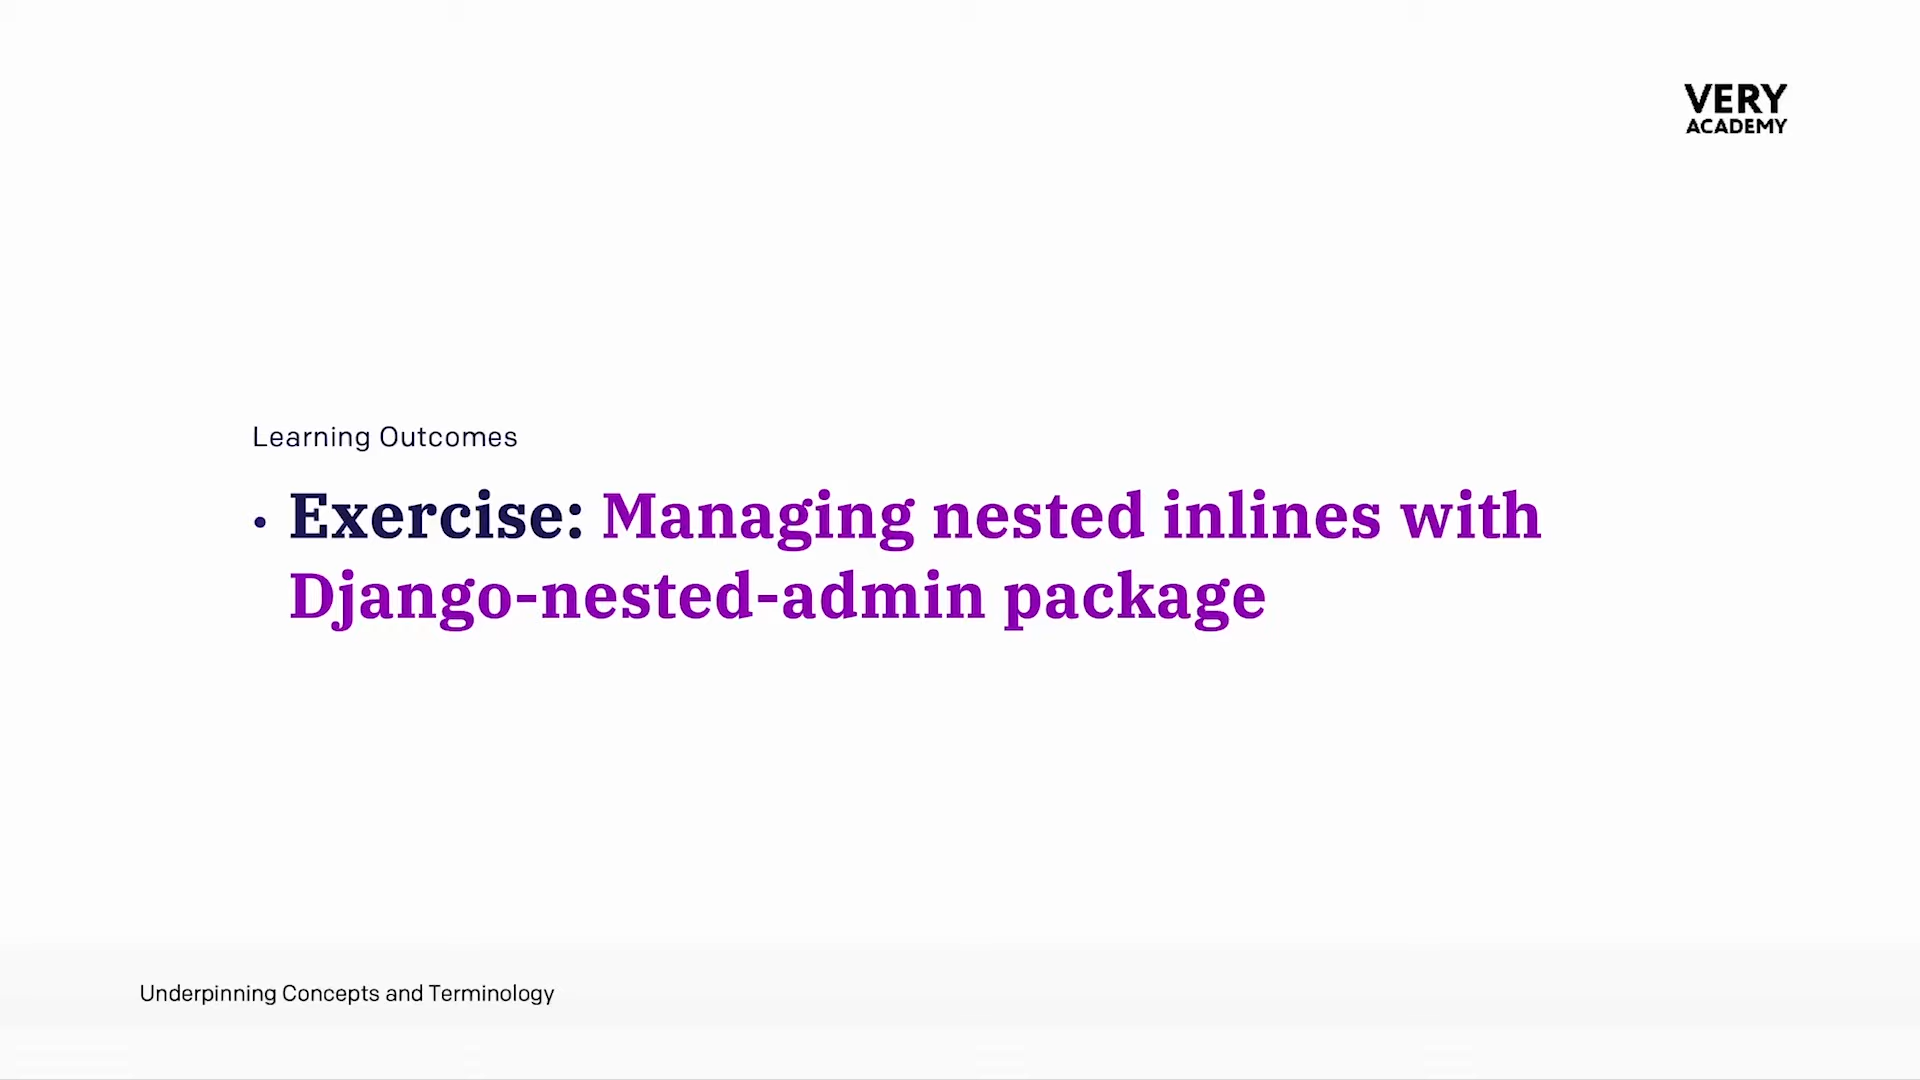 VERY
ACADEMY
Learning Outcomes
• Exercise: Managing nested inlines with
Django-nested-admin package
Underpinning Concepts and Terminology